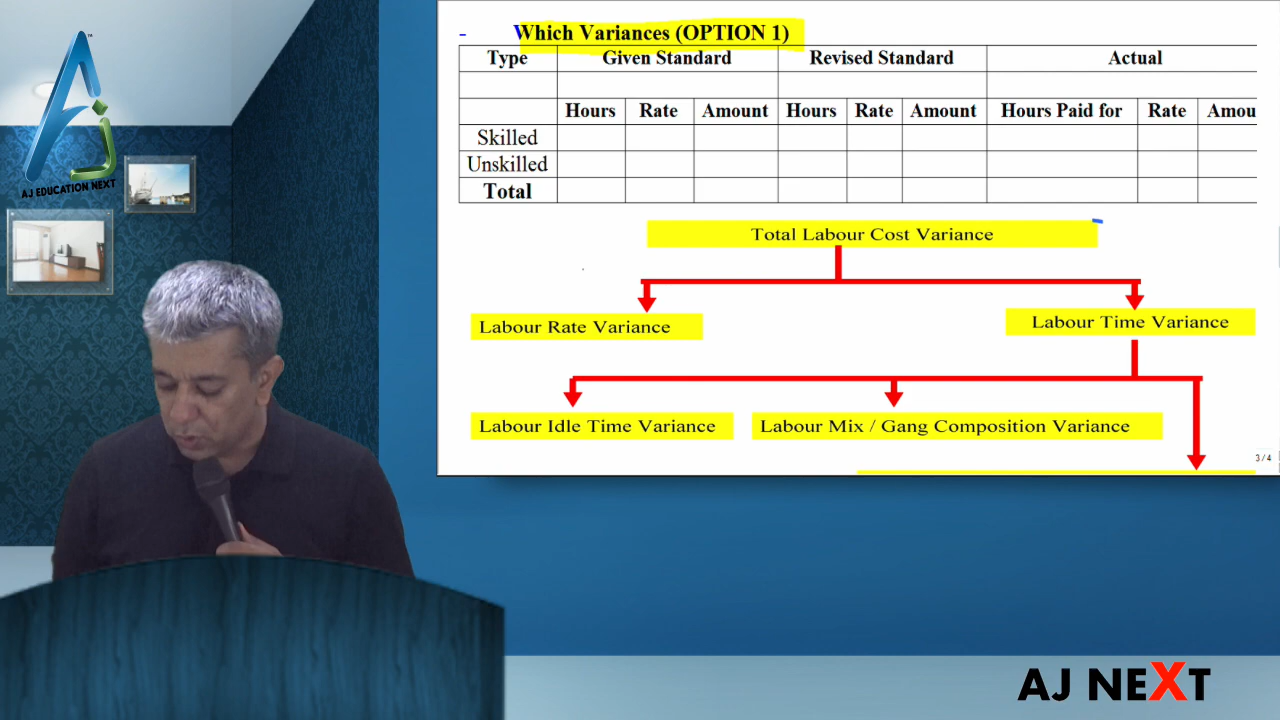 - Which Variances (OPTION 1)
Type Given Standard Revised Standard Actual
Hours Rate Amount Hours Rate Amount Hours Paid for Rate Amou
Skilled
Unskilled
Total
Total Labour Cost Variance
Labour Rate Variance Labour Time Variance
Labour Idle Time Variance Labour Mix / Gang Composition Variance
3 / 4
AJ EDUCATION NEXT
AJ NEXT